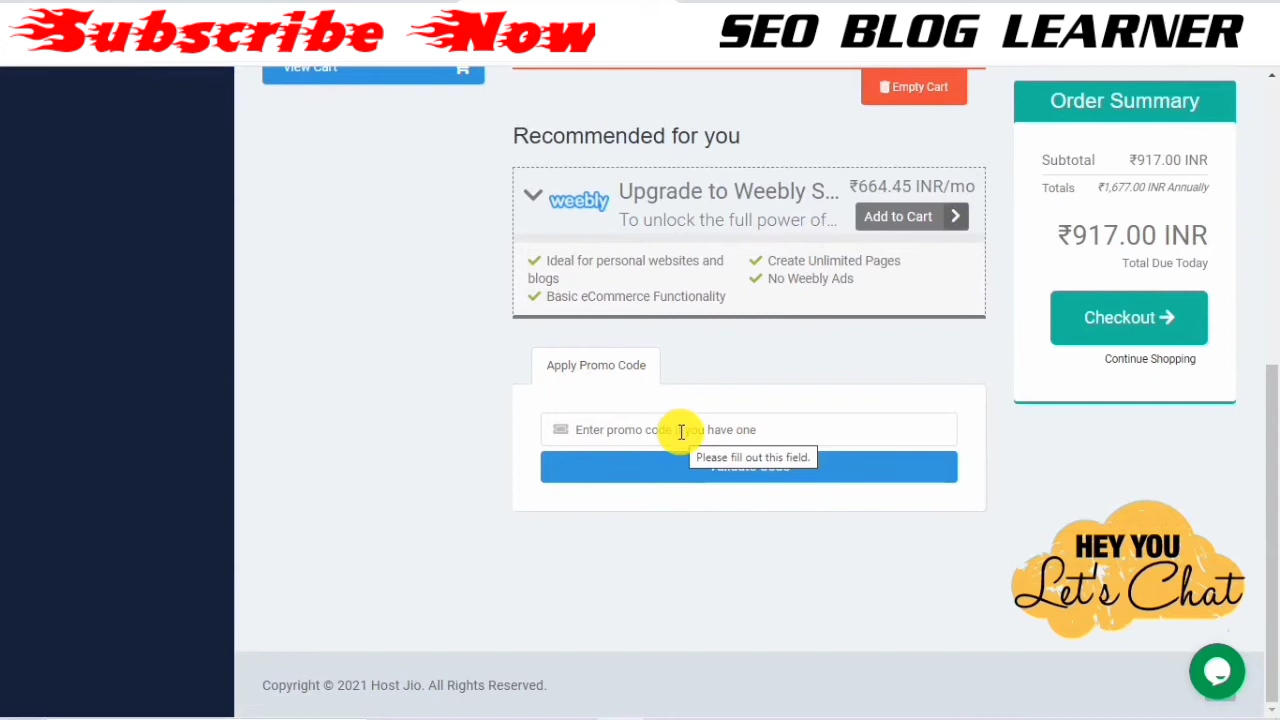 Subscribe Now
SEO BLOG LEARNER
View Cart
Empty Cart
Recommended for you
weebly
Upgrade to Weebly S...
To unlock the full power of...
₹664.45 INR/mo
Add to Cart
Ideal for personal websites and
blogs
Basic eCommerce Functionality
Create Unlimited Pages
No Weebly Ads
Apply Promo Code
Enter promo code if you have one
Please fill out this field.
Order Summary
Subtotal ₹917.00 INR
Totals ₹1,677.00 INR Annually
₹917.00 INR
Total Due Today
Checkout
Continue Shopping
HEY YOU
Let's Chat
Copyright © 2021 Host Jio. All Rights Reserved.